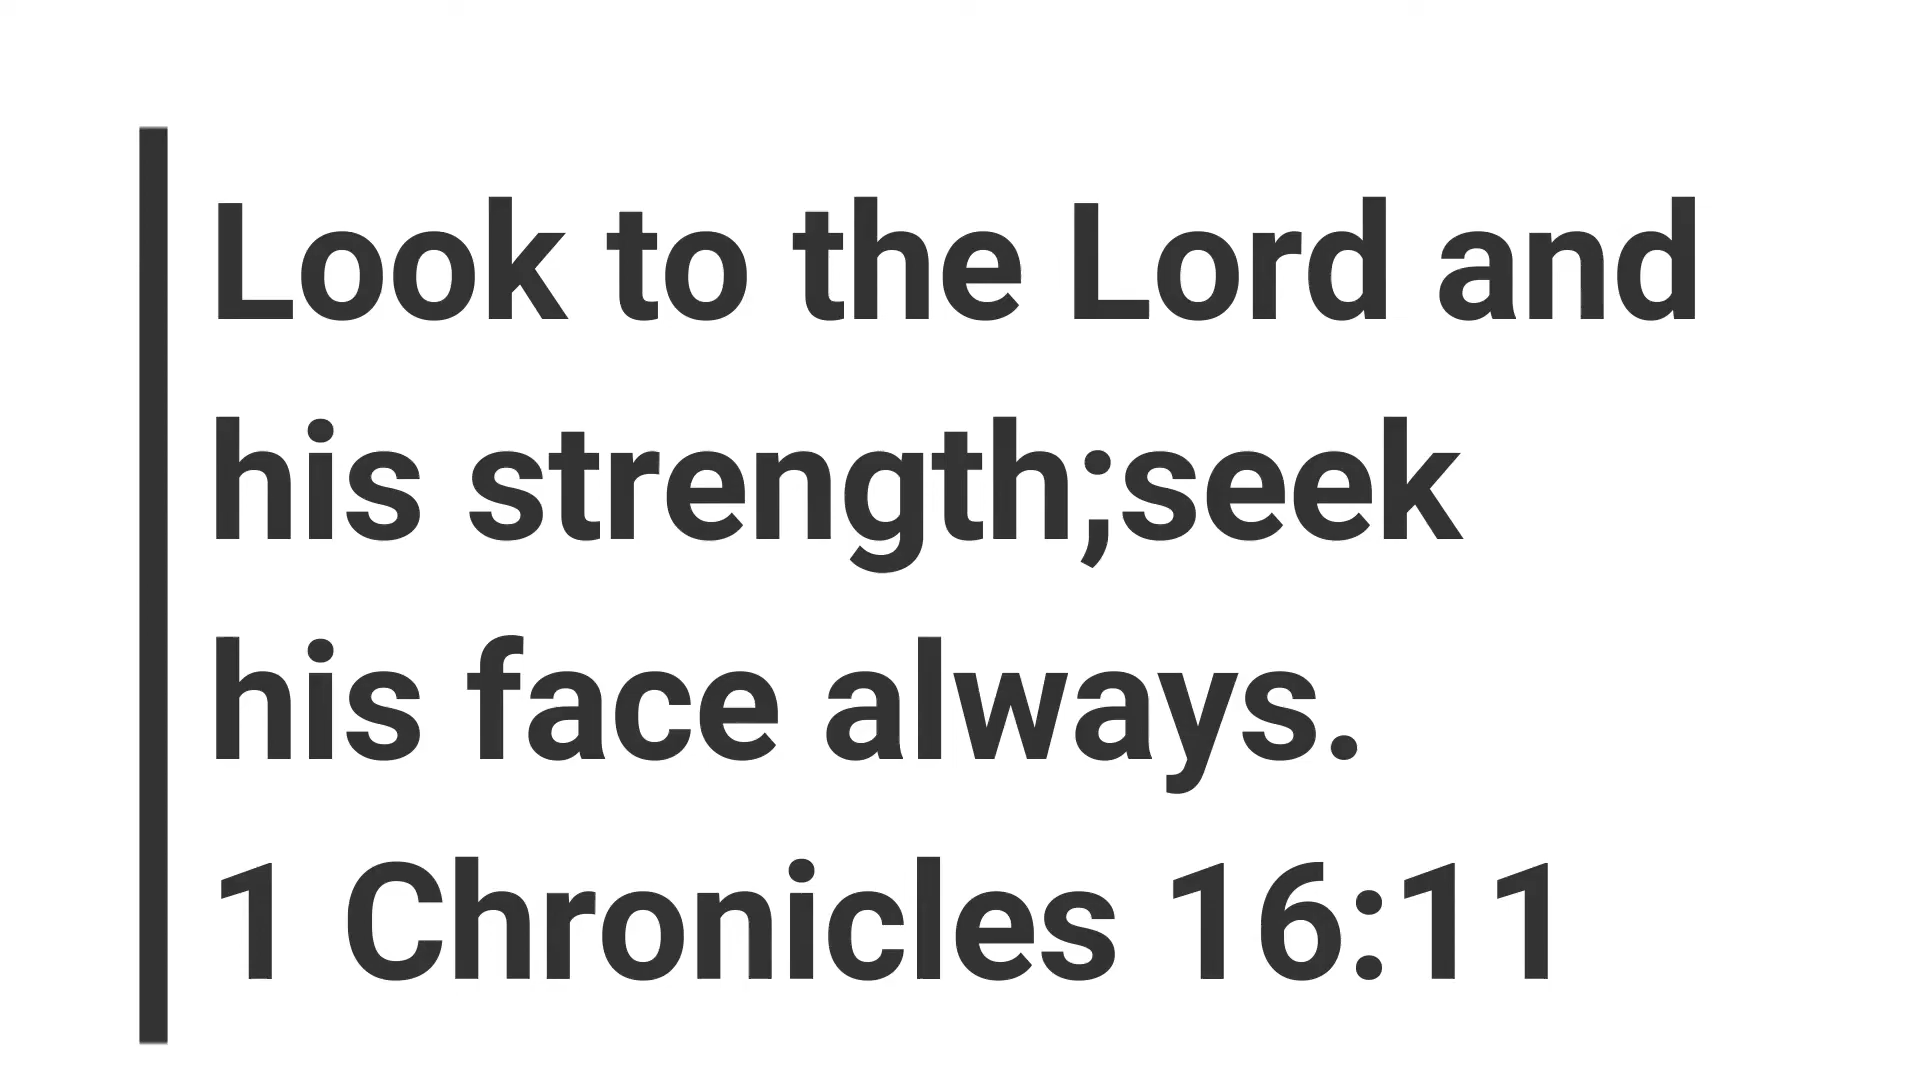 Look to the Lord and
his strength;seek
his face always.
1 Chronicles 16:11